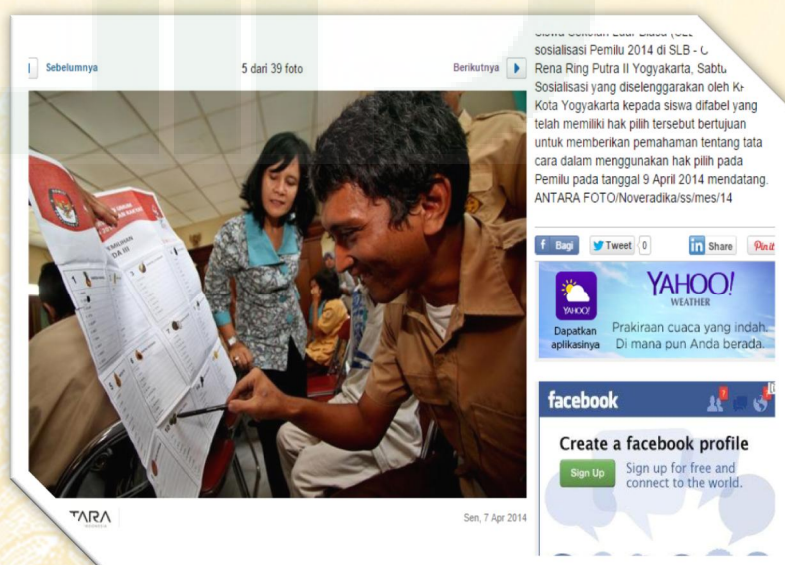 Sebelumnya
5 dari 39 foto
Berikutnya
sosialisasi Pemilu 2014 di SLB -
Rena Ring Putra II Yogyakarta, Sabtu
Sosialisasi yang diselenggarakan oleh
Kota Yogyakarta kepada siswa difabel yang
telah memiliki hak pilih tersebut bertujuan
untuk memberikan pemahaman tentang tata
cara dalam menggunakan hak pilih pada
Pemilu pada tanggal 9 April 2014 mendatang.
ANTARA FOTO/Noveradika/ss/mes/14
f Bagi
Tweet 0
in Share
Pin it
YAHOO!
Dapatkan
aplikasinya
YAHOO!
WEATHER
Prakiraan cuaca yang indah.
Di mana pun Anda berada.
facebook
Create a facebook profile
Sign Up
Sign up for free and
connect to the world.
TARA
Sen, 7 Apr 2014